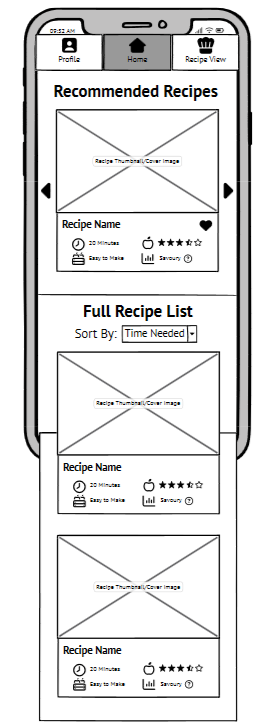 09:52 AM
Profile
Home
Recipe View
Recommended Recipes
Recipe Thumbnail/Cover Image
Recipe Name
20 Minutes
Easy to Make
Savoury ?
Full Recipe List
Sort By: Time Needed
Recipe Thumbnail/Cover Image
Recipe Name
20 Minutes
Easy to Make
Savoury ?
Recipe Thumbnail/Cover Image
Recipe Name
20 Minutes
Easy to Make
Savoury ?